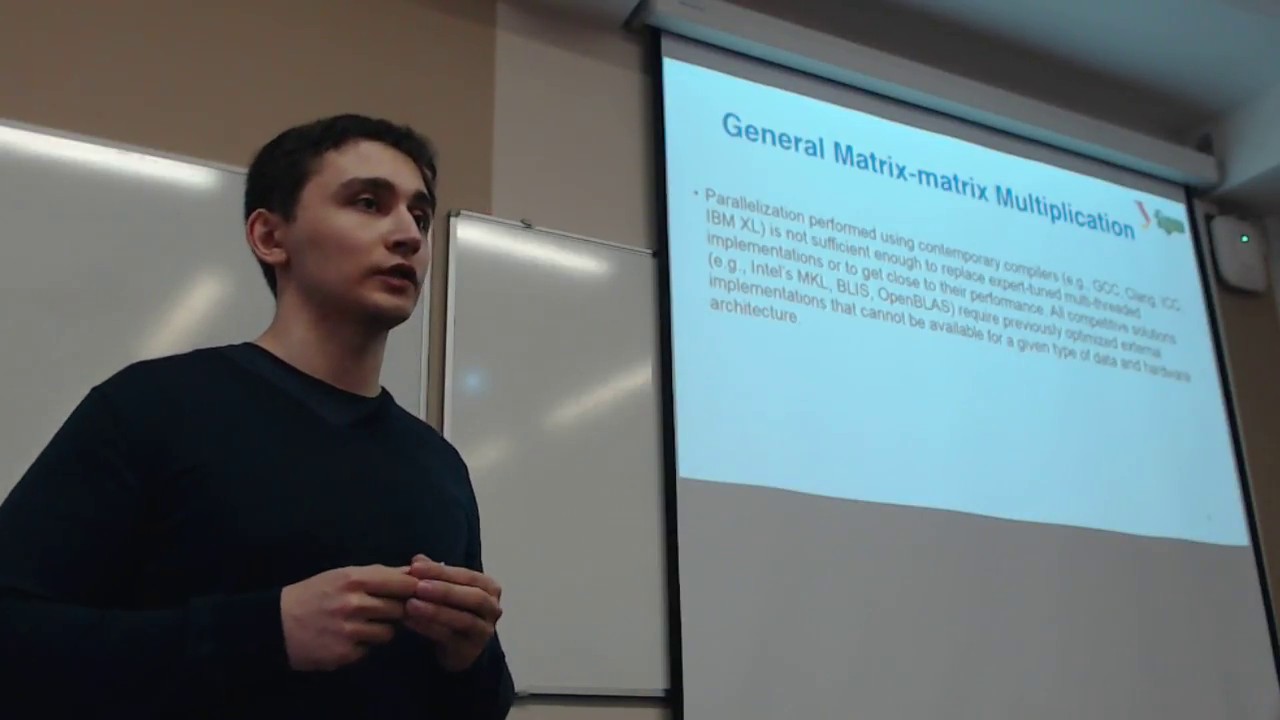 General Matrix-matrix Multiplication
• Parallelization performed using contemporary compilers (e.g., GCC, Clang, ICC,
IBM XL) is not sufficient enough to replace expert-tuned multi-threaded
implementations or to get close to their performance. All competitive solutions
(e.g., Intel's MKL, BLIS, OpenBLAS) require previously optimized external
implementations that cannot be available for a given type of data and hardware
architecture.